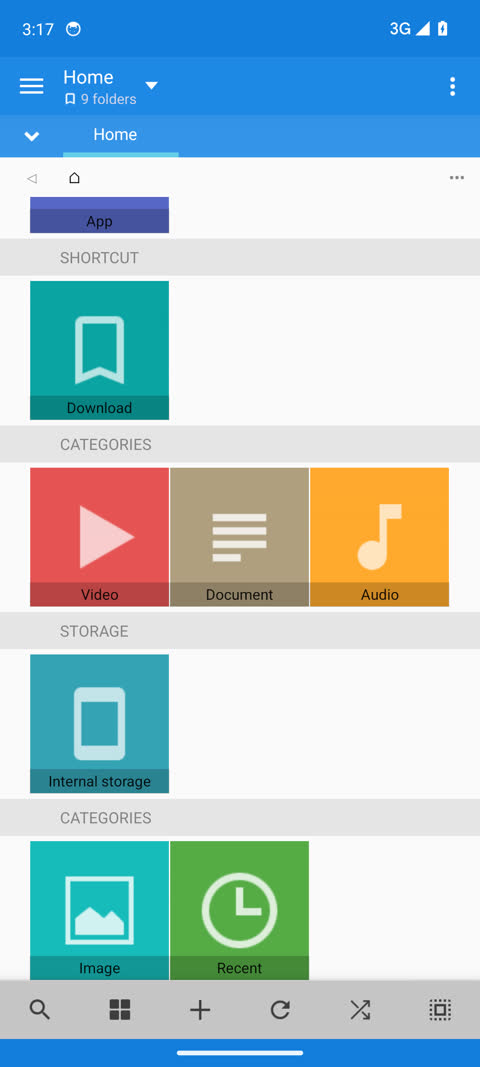 3:17
3G
Home
9 folders
Home
App
SHORTCUT
Download
CATEGORIES
Video
Document
Audio
STORAGE
Internal storage
CATEGORIES
Image
Recent